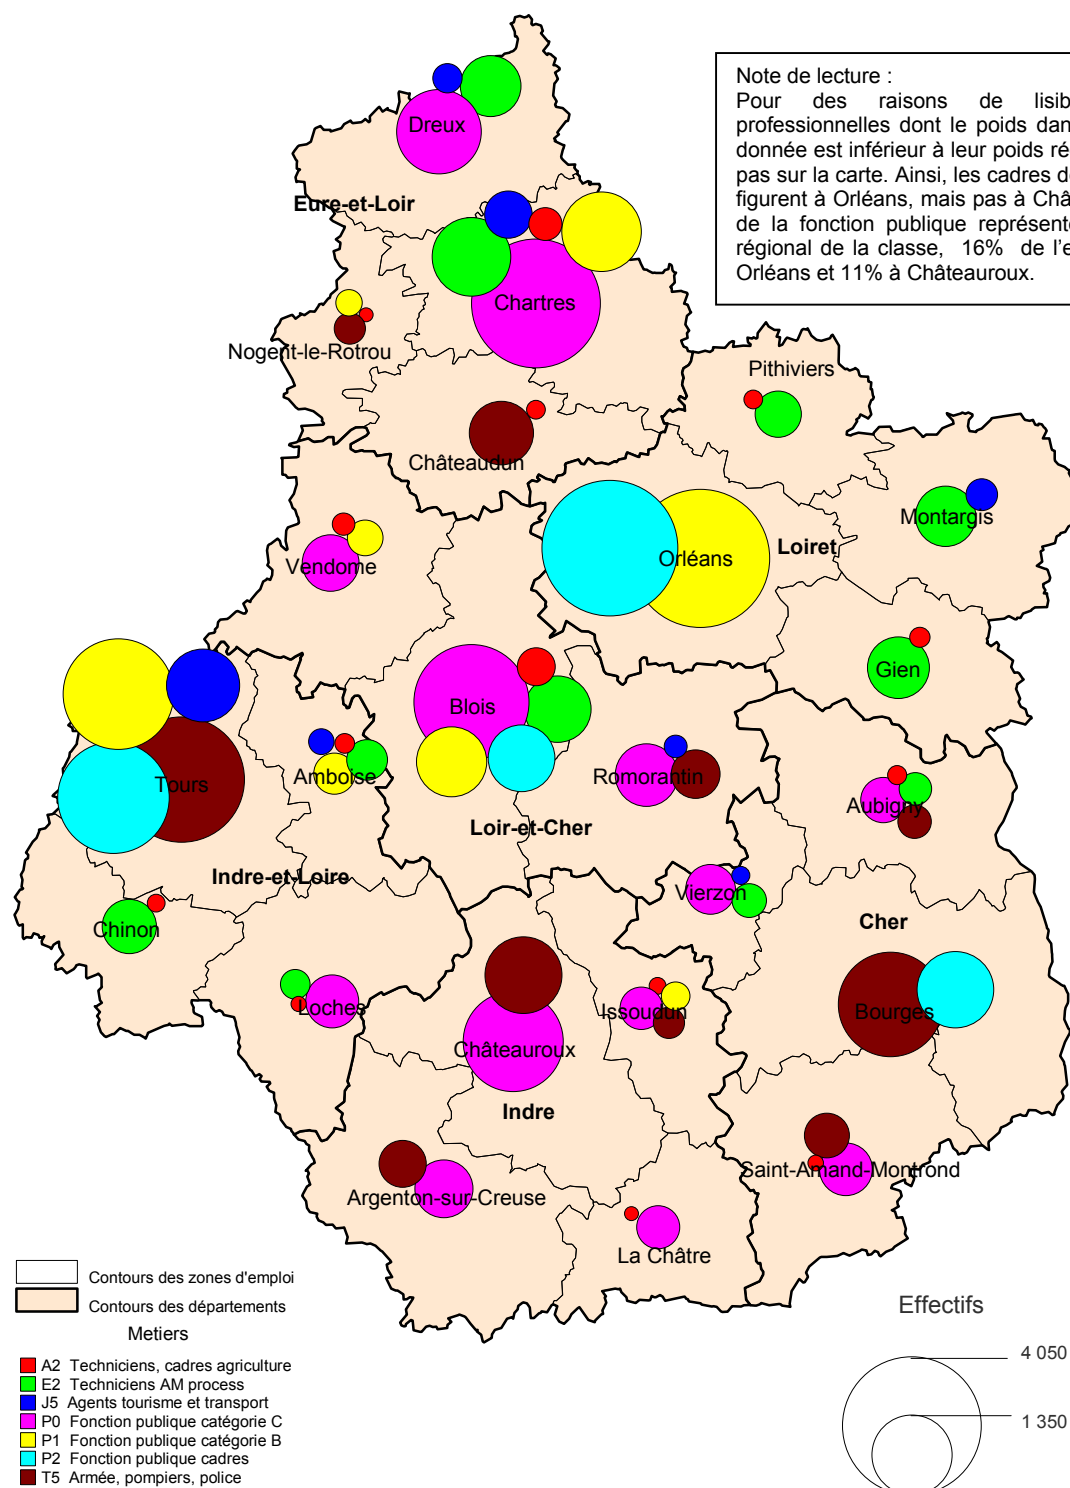 Note de lecture :
Pour des raisons de
professionnelles dont le poids
donnée est inférieur à leur poids
pas sur la carte. Ainsi, les cadres
figurent à Orléans, mais pas à
de la fonction publique
régional de la classe, 16% de
Orléans et 11% à Châteauroux.
Dreux
Eure-et-Loir
Chartres
Nogent-le-Rotrou
Pithiviers
Châteaudun
Montargis
Orléans
Loiret
Vendome
Gien
Blois
Amboise
Romorantin
Tours
Aubigny
Loir-et-Cher
Indre-et-Loire
Vierzon
Chinon
Cher
Loches
Issoudun
Bourges
Châteauroux
Indre
Saint-Amand-Montrond
Argenton-sur-Creuse
La Châtre
Contours des zones d'emploi
Contours des départements
Metiers
A2 Techniciens, cadres agriculture
E2 Techniciens AM process
J5 Agents tourisme et transport
P0 Fonction publique catégorie C
P1 Fonction publique catégorie B
P2 Fonction publique cadres
T5 Armée, pompiers, police
Effectifs
4 050
1 350